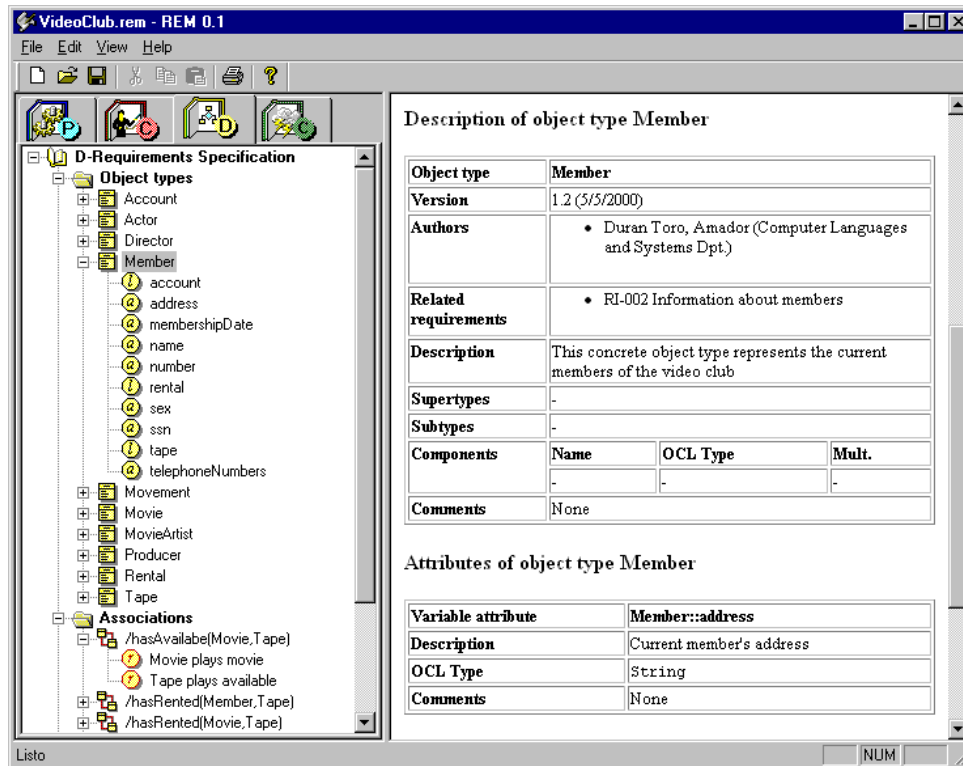 VideoClub.rem - REM 0.1
File Edit View Help
P C D C
D-Requirements Specification
Object types
Account
Actor
Director
Member
l account
a address
a membershipDate
a name
a number
l rental
a sex
a ssn
l tape
a telephoneNumbers
Movement
Movie
MovieArtist
Producer
Rental
Tape
Associations
/hasAvailabe(Movie,Tape)
r Movie plays movie
r Tape plays available
/hasRented(Member,Tape)
/hasRented(Movie,Tape)
Description of object type Member
Object type Member
Version 1.2 (5/5/2000)
Authors • Duran Toro, Amador (Computer Languages
and Systems Dpt.)
Related • RI-002 Information about members
requirements
Description This concrete object type represents the current
members of the video club
Supertypes -
Subtypes -
Components Name OCL Type Mult.
- - -
Comments None
Attributes of object type Member
Variable attribute Member::address
Description Current member's address
OCL Type String
Comments None
Listo NUM